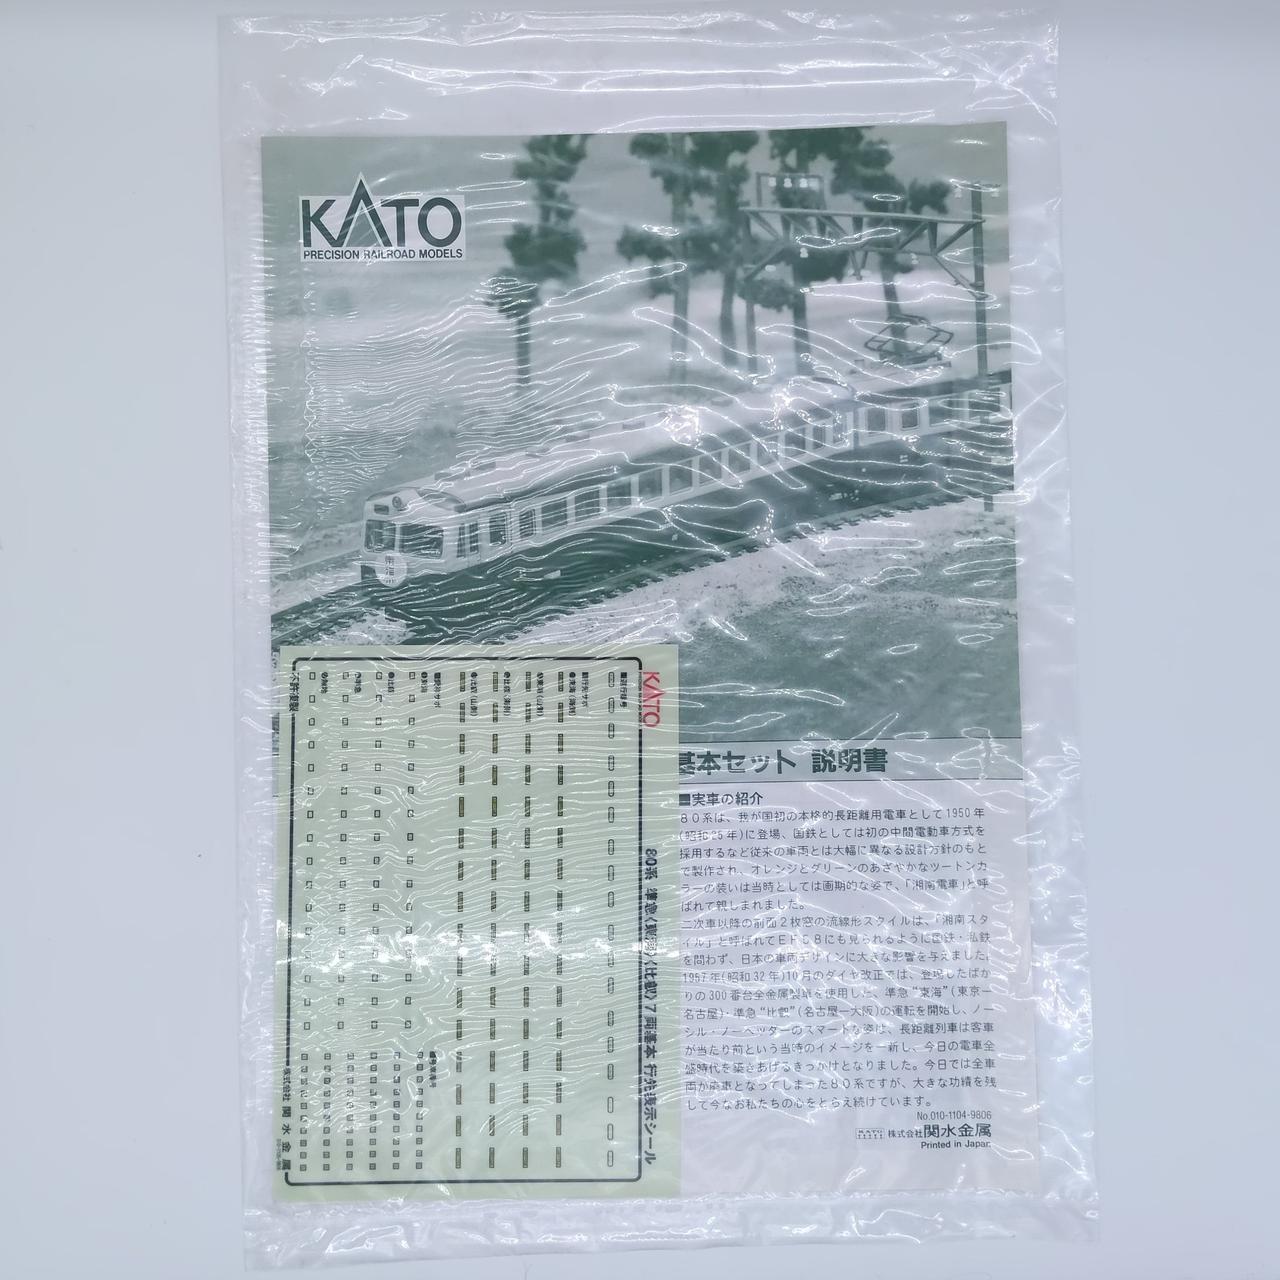 KATO
PRECISION RAILROAD MODELS
基本セット 説明書
■実車の紹介
80系は、我が国初の本格的長距離用電車として1950年
(昭和25年)に登場、国鉄としては初の中間電動車方式を
採用するなど従来の車両とは大幅に異なる設計方針のもと
で製作され、オレンジとグリーンのあざやかなツートンカ
ラーの装いは当時としては画期的な姿で、「湘南電車」と呼
ばれて親しまれました。
二次車以降の前面2枚窓の流線形スタイルは、「湘南スタ
イル」と呼ばれてEF58にも見られるように国鉄・私鉄
を問わず、日本の車両デザインに大きな影響を与えました。
1957年(昭和32年)10月のダイヤ改正では、登場したばか
りの300番台全金属製車を使用した、準急"東海"(東京ー
名古屋)・準急"比叡"(名古屋ー大阪)の運転を開始し、ノー
シル・ノーヘッダーのスマートな姿は、長距離列車は客車
が当たり前という当時のイメージを一新し、今日の電車全
盛時代を築きあげるきっかけとなりました。今日では全車
両が廃車となってしまった80系ですが、大きな功績を残
して今なお私たちの心をとらえ続けています。
No.010-1104-9806
KATO 株式会社関水金属
Printed in Japan
KATO
80系 準急〈東海〉〈比叡〉7両基本 行先表示シール
不許複製
株式会社 関水金属